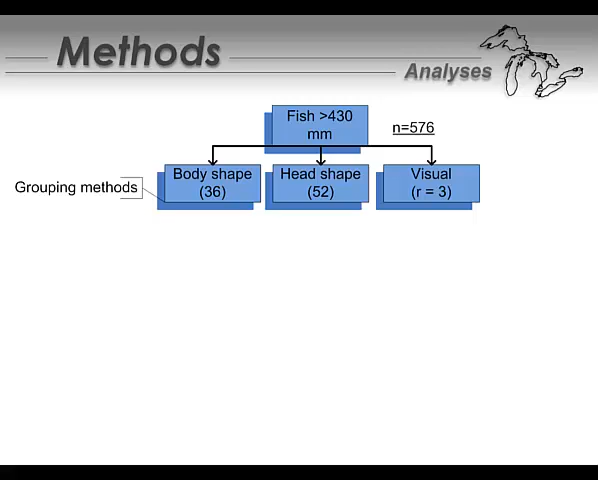 Methods
Analyses
Fish >430
mm
n=576
Grouping methods
Body shape
(36)
Head shape
(52)
Visual
(r = 3)